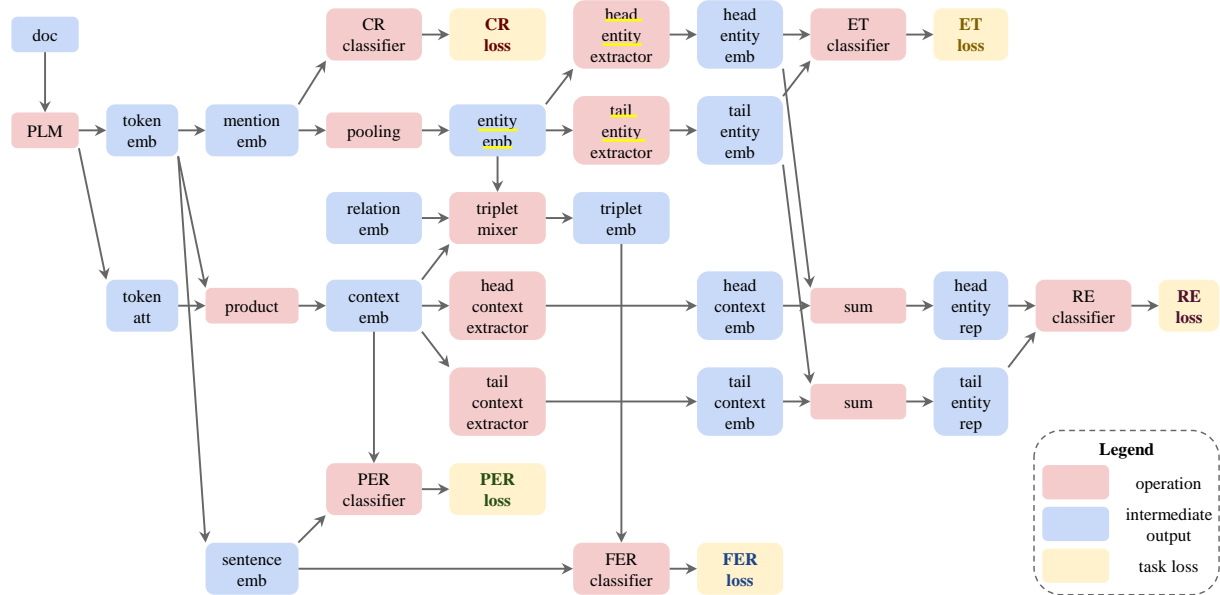 doc
PLM
token
emb
mention
emb
CR
classifier
CR
loss
pooling
entity
emb
head
entity
extractor
head
entity
emb
ET
classifier
ET
loss
tail
entity
extractor
tail
entity
emb
relation
emb
triplet
mixer
triplet
emb
token
att
product
context
emb
head
context
extractor
head
context
emb
sum
head
entity
rep
RE
classifier
RE
loss
tail
context
extractor
tail
context
emb
sum
tail
entity
rep
PER
classifier
PER
loss
sentence
emb
FER
classifier
FER
loss
Legend
operation
intermediate
output
task loss